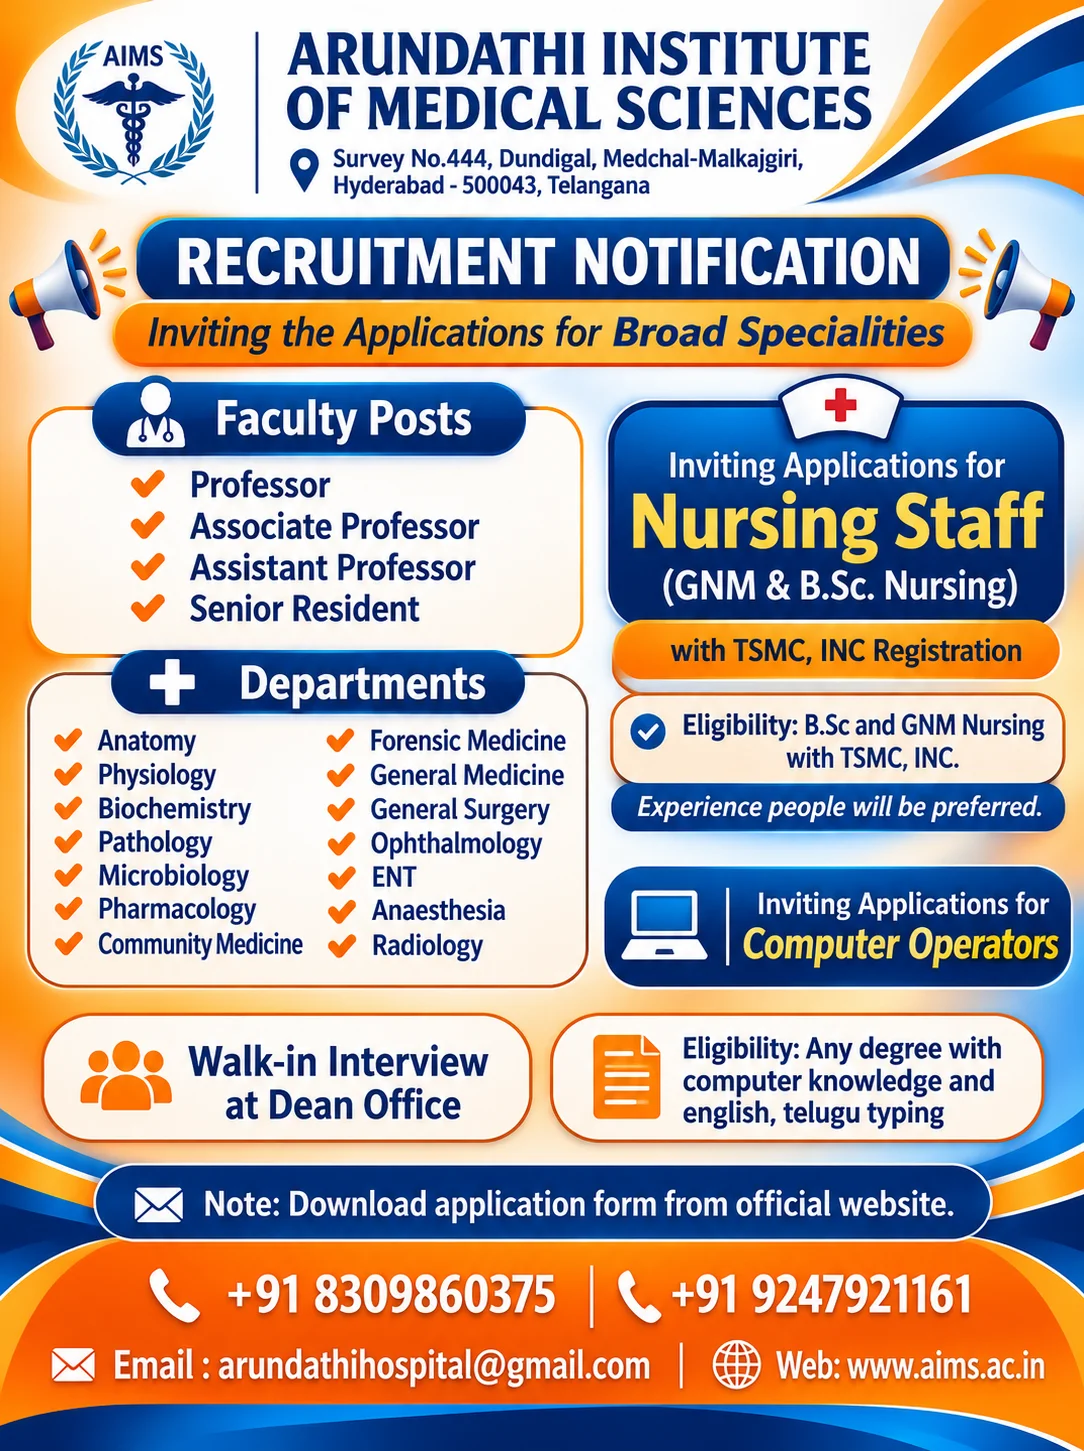 AIMS
ARUNDATHI INSTITUTE
OF MEDICAL SCIENCES
Survey No.444, Dundigal, Medchal-Malkajgiri,
Hyderabad - 500043, Telangana
RECRUITMENT NOTIFICATION
Inviting the Applications for Broad Specialities
Faculty Posts
Professor
Associate Professor
Assistant Professor
Senior Resident
Departments
Anatomy
Physiology
Biochemistry
Pathology
Microbiology
Pharmacology
Community Medicine
Forensic Medicine
General Medicine
General Surgery
Ophthalmology
ENT
Anaesthesia
Radiology
Inviting Applications for
Nursing Staff
(GNM & B.Sc. Nursing)
with TSMC, INC Registration
Eligibility: B.Sc and GNM Nursing
with TSMC, INC.
Experience people will be preferred.
Inviting Applications for
Computer Operators
Walk-in Interview
at Dean Office
Eligibility: Any degree with
computer knowledge and
english, telugu typing
Note: Download application form from official website.
+91 8309860375 | +91 9247921161
Email : arundathihospital@gmail.com | Web: www.aims.ac.in